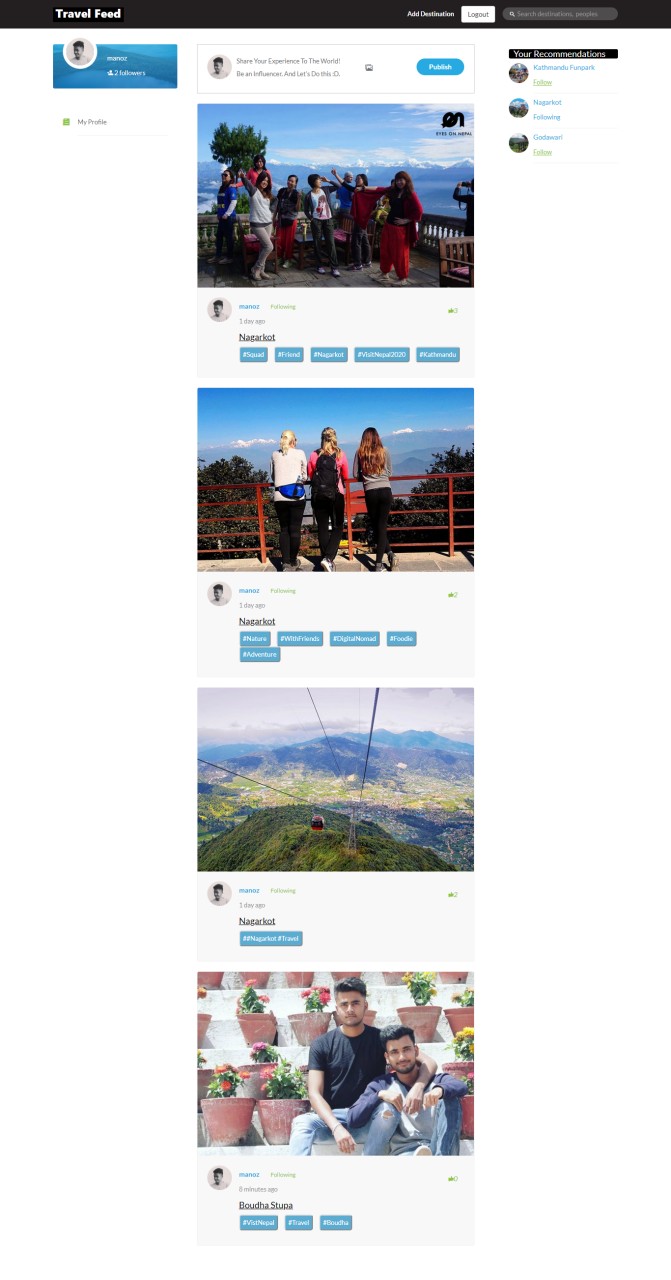 Travel Feed
Add Destination
Logout
Search destinations, peoples
manoz
2 followers
My Profile
Share Your Experience To The World!
Be an Influencer. And Let's Do this :D.
Publish
Your Recommendations
Kathmandu Funpark
Follow
Nagarkot
Following
Godawari
Follow
EYES ON NEPAL
manoz Following
3
1 day ago
Nagarkot
#Squad #Friend #Nagarkot #VisitNepal2020 #Kathmandu
manoz Following
2
1 day ago
Nagarkot
#Nature #WithFriends #DigitalNomad #Foodie
#Adventure
manoz Following
2
1 day ago
Nagarkot
##Nagarkot #Travel
manoz Following
0
8 minutes ago
Boudha Stupa
#VistNepal #Travel #Boudha